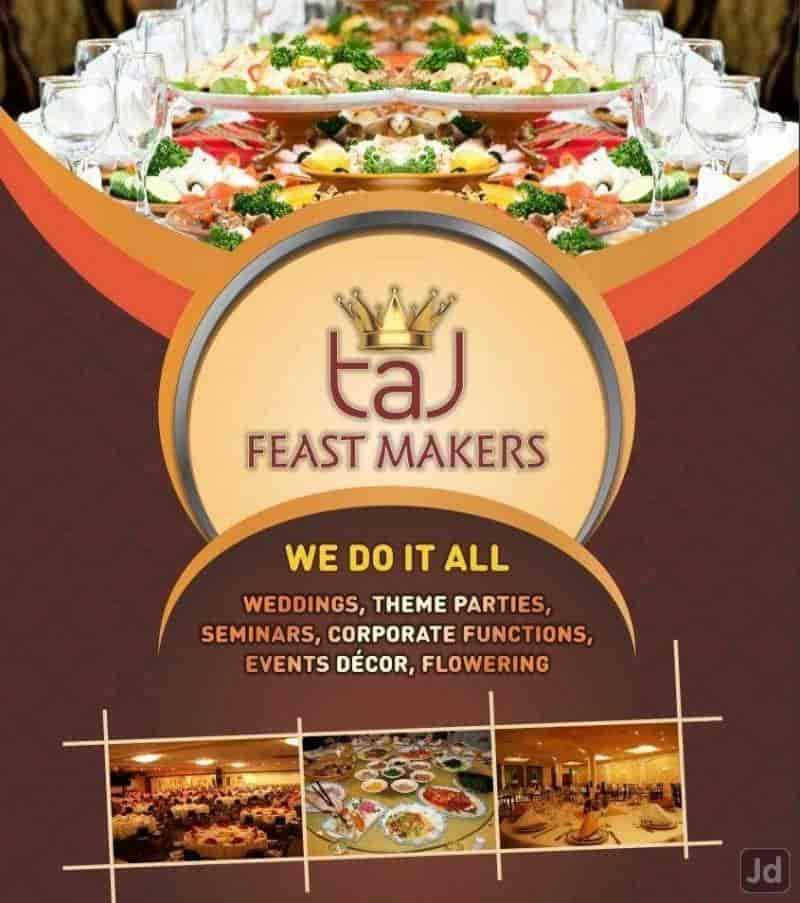 taj
FEAST MAKERS
WE DO IT ALL
WEDDINGS, THEME PARTIES,
SEMINARS, CORPORATE FUNCTIONS,
EVENTS DÉCOR, FLOWERING
Jd